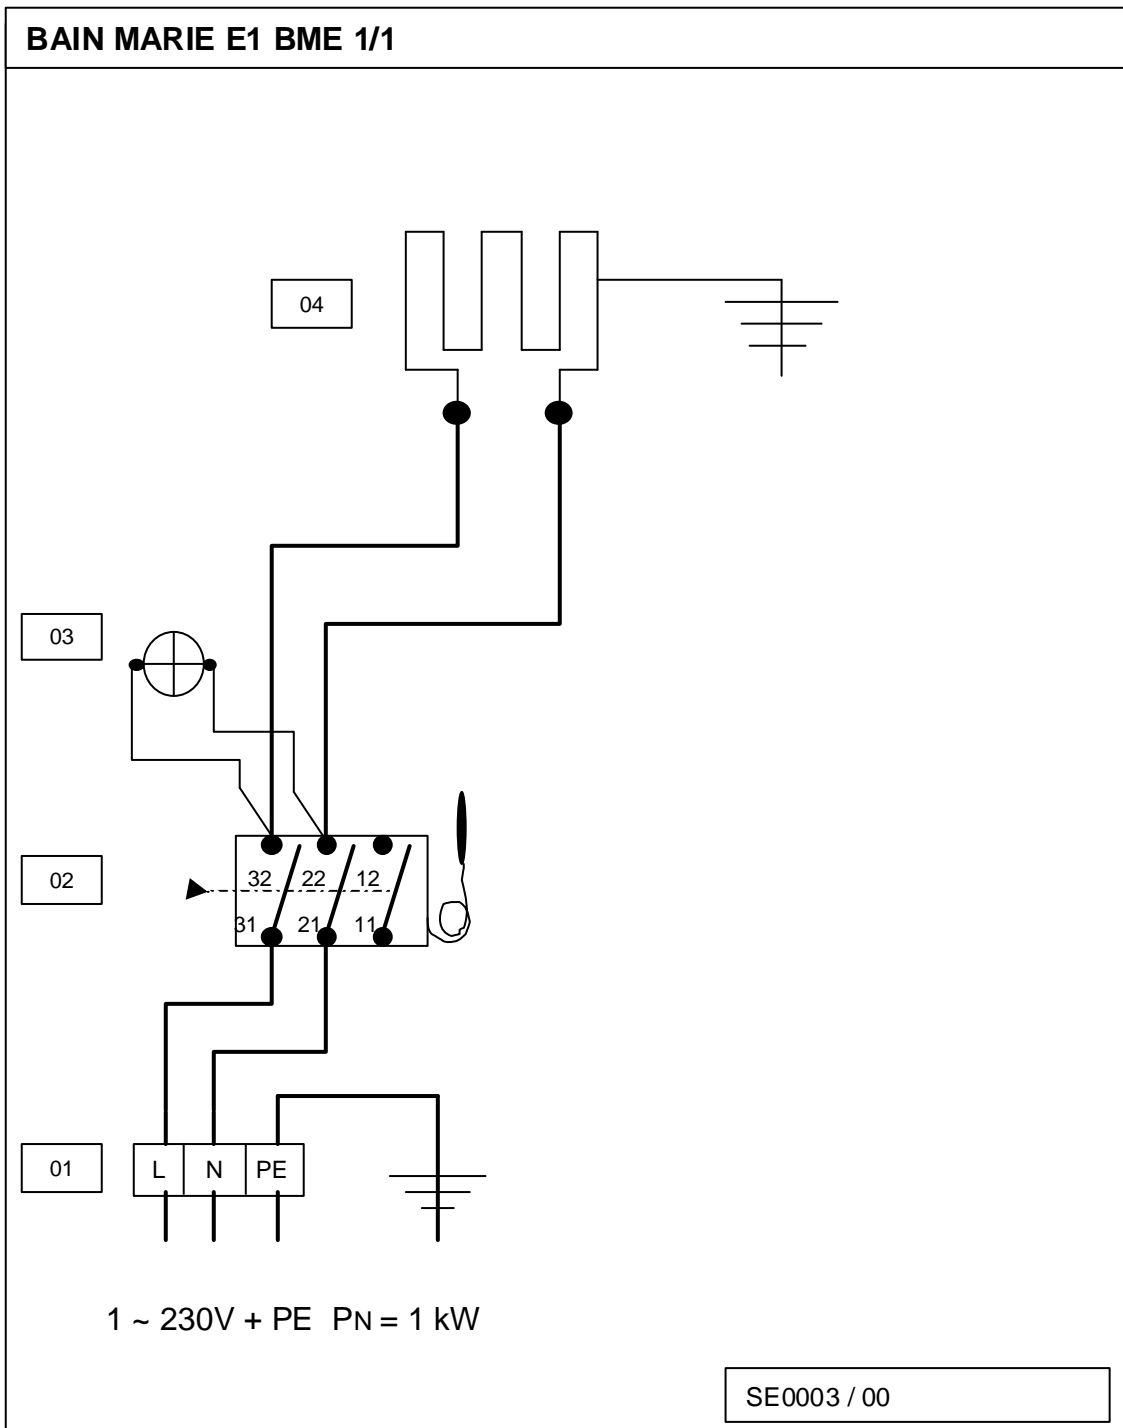 BAIN MARIE E1 BME 1/1
04
03
02
32 22 12
31 21 11
01
L N PE
1 ~ 230V + PE PN = 1 kW
SE0003 / 00